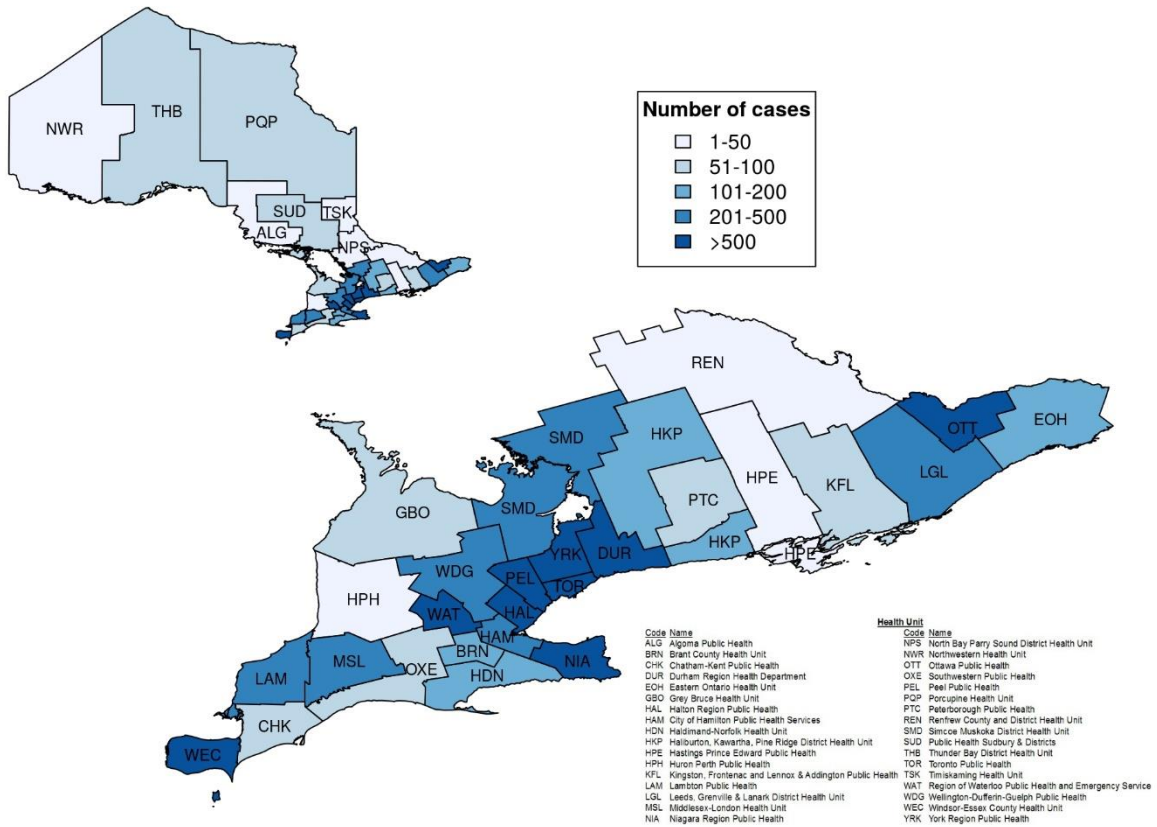 NWR
THB
PQP
SUD
TSK
ALG
NPS
Number of cases
1-50
51-100
101-200
201-500
>500
REN
SMD
HKP
OTT
EOH
HPE
KFL
LGL
PTC
SMD
GBO
HKP
YRK
DUR
HPE
WDG
PEL
TOR
HPH
WAT
HAL
HAM
BRN
MSL
OXE
NIA
LAM
HDN
CHK
WEC
Health Unit
Code Name
ALG Algoma Public Health
BRN Brant County Health Unit
CHK Chatham-Kent Public Health
DUR Durham Region Health Department
EOH Eastern Ontario Health Unit
GBO Grey Bruce Health Unit
HAL Halton Region Public Health
HAM City of Hamilton Public Health Services
HDN Haldimand-Norfolk Health Unit
HKP Haliburton, Kawartha, Pine Ridge District Health Unit
HPE Hastings Prince Edward Public Health
HPH Huron Perth Public Health
KFL Kingston, Frontenac and Lennox & Addington Public Health
LAM Lambton Public Health
LGL Leeds, Grenville & Lanark District Health Unit
MSL Middlesex-London Health Unit
NIA Niagara Region Public Health
Code Name
NPS North Bay Parry Sound District Health Unit
NWR Northwestern Health Unit
OTT Ottawa Public Health
OXE Southwestern Public Health
PEL Peel Public Health
PQP Porcupine Health Unit
PTC Peterborough Public Health
REN Renfrew County and District Health Unit
SMD Simcoe Muskoka District Health Unit
SUD Public Health Sudbury & Districts
THB Thunder Bay District Health Unit
TOR Toronto Public Health
TSK Timiskaming Health Unit
WAT Region of Waterloo Public Health and Emergency Service
WDG Wellington-Dufferin-Guelph Public Health
WEC Windsor-Essex County Health Unit
YRK York Region Public Health